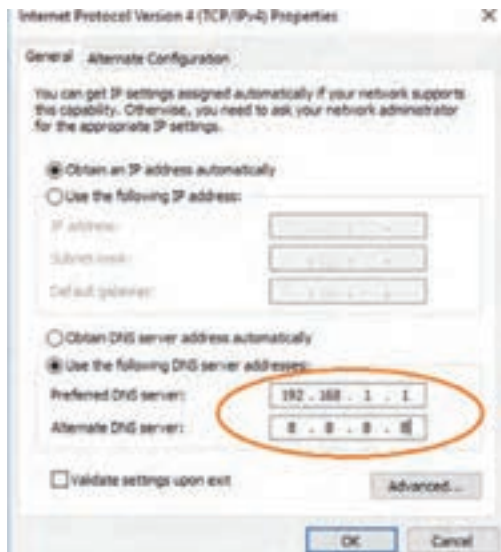 Internet Protocol Version 4 (TCP/IPv4) Properties
General Alternate Configuration
You can get IP settings assigned automatically if your network supports
this capability. Otherwise, you need to ask your network administrator
for the appropriate IP settings.
Obtain an IP address automatically
Use the following IP address:
IP address:
Subnet mask:
Default gateway:
Obtain DNS server address automatically
Use the following DNS server addresses:
Preferred DNS server: 192 . 168 . 1 . 1
Alternate DNS server: 8 . 8 . 8 . 8
Validate settings upon exit
Advanced...
OK Cancel